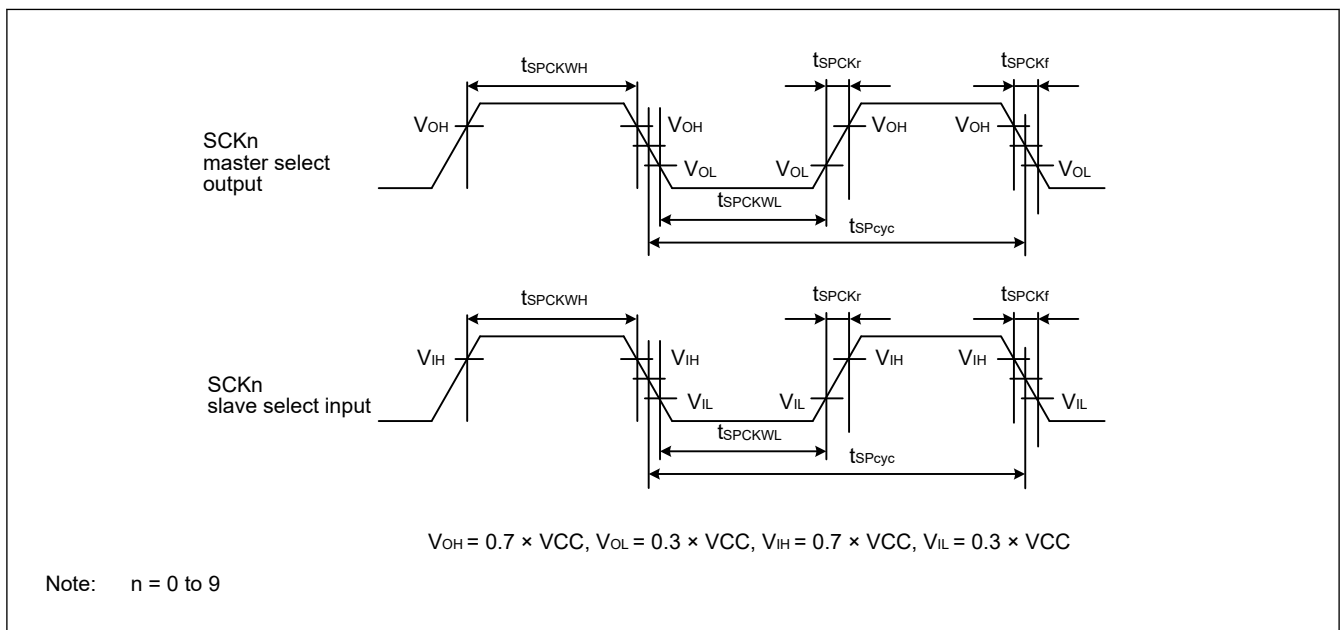 tSPCKWH
tSPCKr
tSPCKf
SCKn
master select
output
VOH
VOH
VOL
VOL
VOH
VOH
VOL
tSPCKWL
tSPcyc
tSPCKWH
tSPCKr
tSPCKf
SCKn
slave select input
VIH
VIH
VIL
VIL
VIH
VIH
VIL
tSPCKWL
tSPcyc
VOH = 0.7 × VCC, VOL = 0.3 × VCC, VIH = 0.7 × VCC, VIL = 0.3 × VCC
Note: n = 0 to 9